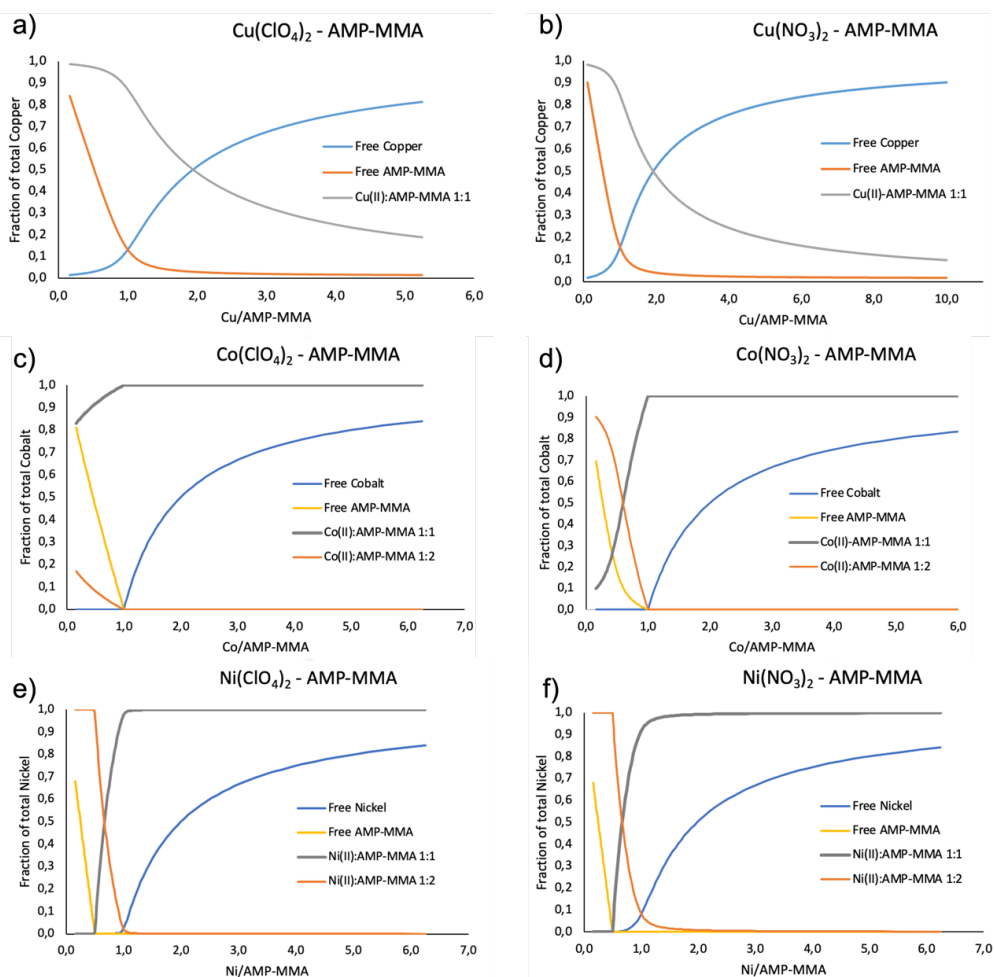 a)
Cu(ClO₄)₂ - AMP-MMA
Fraction of total Copper
1,0
0,9
0,8
0,7
0,6
0,5
0,4
0,3
0,2
0,1
0,0
Free Copper
Free AMP-MMA
Cu(II):AMP-MMA 1:1
0,0 1,0 2,0 3,0 4,0 5,0 6,0
Cu/AMP-MMA
b)
Cu(NO₃)₂ - AMP-MMA
Fraction of total Copper
1,0
0,9
0,8
0,7
0,6
0,5
0,4
0,3
0,2
0,1
0,0
Free Copper
Free AMP-MMA
Cu(II)-AMP-MMA 1:1
0,0 2,0 4,0 6,0 8,0 10,0
Cu/AMP-MMA
c)
Co(ClO₄)₂ - AMP-MMA
Fraction of total Cobalt
1,0
0,9
0,8
0,7
0,6
0,5
0,4
0,3
0,2
0,1
0,0
Free Cobalt
Free AMP-MMA
Co(II):AMP-MMA 1:1
Co(II):AMP-MMA 1:2
0,0 1,0 2,0 3,0 4,0 5,0 6,0 7,0
Co/AMP-MMA
d)
Co(NO₃)₂ - AMP-MMA
Fraction of total Cobalt
1,0
0,9
0,8
0,7
0,6
0,5
0,4
0,3
0,2
0,1
0,0
Free Cobalt
Free AMP-MMA
Co(II)-AMP-MMA 1:1
Co(II):AMP-MMA 1:2
0,0 1,0 2,0 3,0 4,0 5,0 6,0
Co/AMP-MMA
e)
Ni(ClO₄)₂ - AMP-MMA
Fraction of total Nickel
1,0
0,9
0,8
0,7
0,6
0,5
0,4
0,3
0,2
0,1
0,0
Free Nickel
Free AMP-MMA
Ni(II):AMP-MMA 1:1
Ni(II):AMP-MMA 1:2
0,0 1,0 2,0 3,0 4,0 5,0 6,0 7,0
Ni/AMP-MMA
f)
Ni(NO₃)₂ - AMP-MMA
Fraction of total Nickel
1,0
0,9
0,8
0,7
0,6
0,5
0,4
0,3
0,2
0,1
0,0
Free Nickel
Free AMP-MMA
Ni(II):AMP-MMA 1:1
Ni(II):AMP-MMA 1:2
0,0 1,0 2,0 3,0 4,0 5,0 6,0 7,0
Ni/AMP-MMA